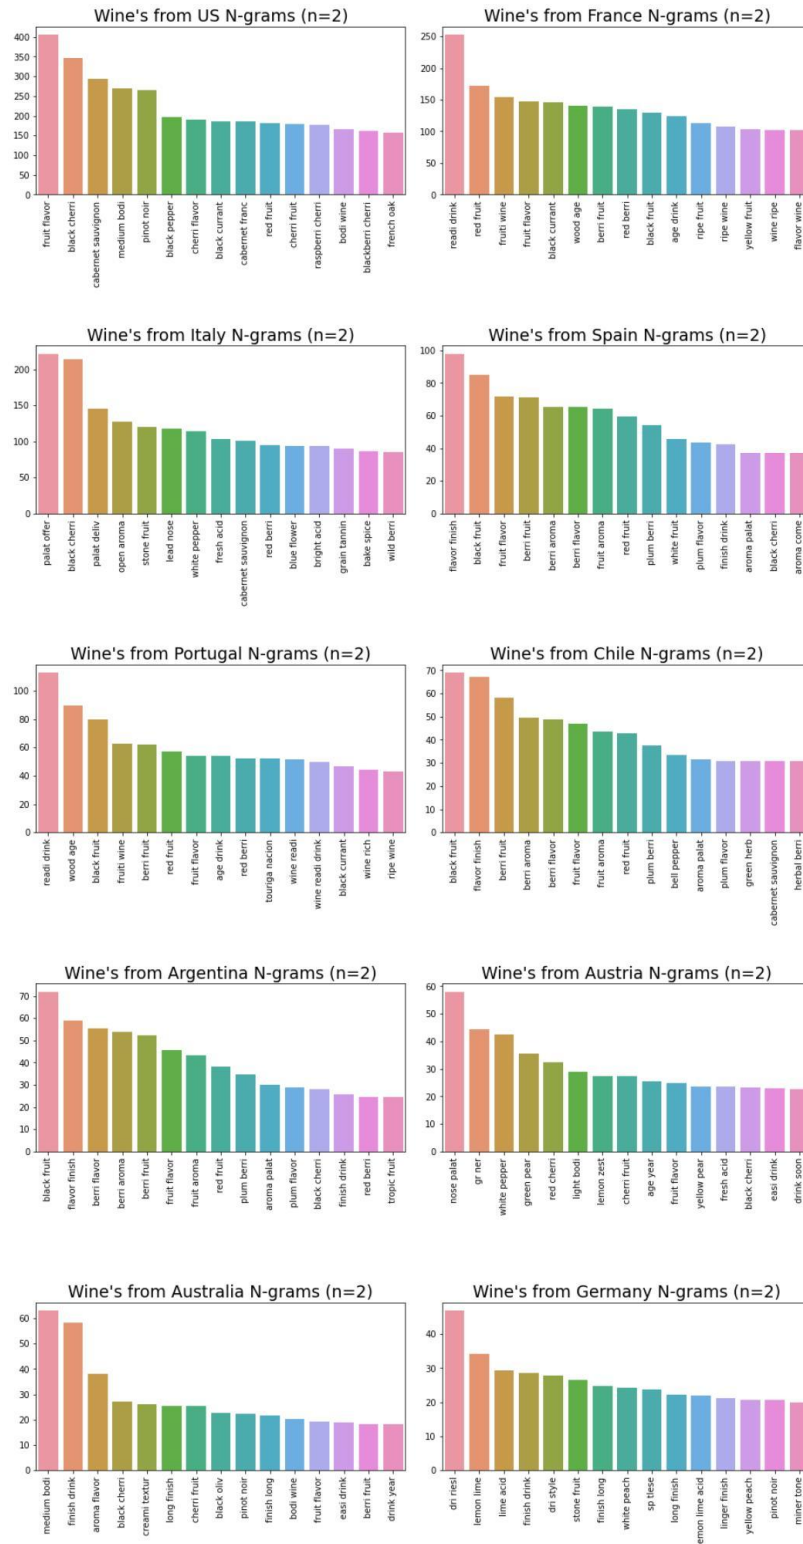 Wine's from US N-grams (n=2)
400
350
300
250
200
150
100
50
0
fruit flavor
black cherri
cabernet sauvignon
medium bodi
pinot noir
black pepper
cherri flavor
black currant
cabernet franc
red fruit
cherri fruit
raspberri cherri
bodi wine
blackberri cherri
french oak
Wine's from France N-grams (n=2)
250
200
150
100
50
0
readi drink
red fruit
fruiti wine
fruit flavor
black currant
wood age
berri fruit
red berri
black fruit
age drink
ripe fruit
ripe wine
yellow fruit
wine ripe
flavor wine
Wine's from Italy N-grams (n=2)
200
150
100
50
0
palat offer
black cherri
palat deliv
open aroma
stone fruit
lead nose
white pepper
fresh acid
cabernet sauvignon
red berri
blue flower
bright acid
grain tannin
bake spice
wild berri
Wine's from Spain N-grams (n=2)
100
80
60
40
20
0
flavor finish
black fruit
fruit flavor
berri fruit
berri aroma
berri flavor
fruit aroma
red fruit
plum berri
white fruit
plum flavor
finish drink
aroma palat
black cherri
aroma come
Wine's from Portugal N-grams (n=2)
100
80
60
40
20
0
readi drink
wood age
black fruit
fruiti wine
berri fruit
red fruit
fruit flavor
age drink
red berri
touriga nacion
wine readi
wine readi drink
black currant
wine rich
ripe wine
Wine's from Chile N-grams (n=2)
70
60
50
40
30
20
10
0
black fruit
flavor finish
berri fruit
berri aroma
berri flavor
fruit flavor
fruit aroma
red fruit
plum berri
bell pepper
aroma palat
plum flavor
green herb
cabernet sauvignon
herbal berri
Wine's from Argentina N-grams (n=2)
70
60
50
40
30
20
10
0
black fruit
flavor finish
berri flavor
berri aroma
berri fruit
fruit flavor
fruit aroma
red fruit
plum berri
aroma palat
plum flavor
black cherri
finish drink
red berri
tropic fruit
Wine's from Austria N-grams (n=2)
60
50
40
30
20
10
0
nose palat
gr ner
white pepper
green pear
red cherri
light bodi
lemon zest
cherri fruit
age year
fruit flavor
yellow pear
fresh acid
black cherri
easi drink
drink soon
Wine's from Australia N-grams (n=2)
60
50
40
30
20
10
0
medium bodi
finish drink
aroma flavor
black cherri
creami textur
long finish
cherri fruit
black oliv
pinot noir
finish long
bodi wine
fruit flavor
easi drink
berri fruit
drink year
Wine's from Germany N-grams (n=2)
40
30
20
10
0
dri riesl
lemon lime
lime acid
finish drink
dri style
stone fruit
finish long
white peach
sp tlese
long finish
emon lime acid
linger finish
yellow peach
pinot noir
miner tone